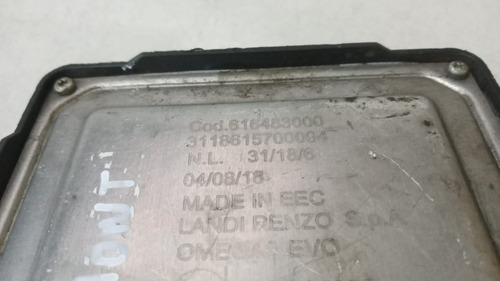 Cod.616463000
3118615700094
N.L. 31/18/6
04/08/18
MADE IN EEC
LANDI RENZO S.p.A.
OMEGAS EVO